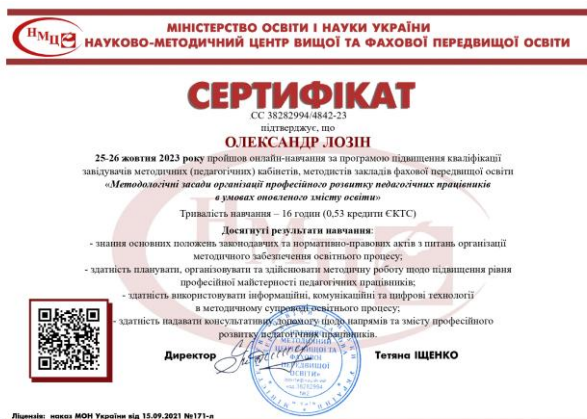 НМЦ
МІНІСТЕРСТВО ОСВІТИ І НАУКИ УКРАЇНИ
НАУКОВО-МЕТОДИЧНИЙ ЦЕНТР ВИЩОЇ ТА ФАХОВОЇ ПЕРЕДВИЩОЇ ОСВІТИ
СЕРТИФІКАТ
СС 38282994/4842-23
підтверджує, що
ОЛЕКСАНДР ЛОЗІН
25-26 жовтня 2023 року пройшов онлайн-навчання за програмою підвищення кваліфікації
завідувачів методичних (педагогічних) кабінетів, методистів закладів фахової передвищої освіти
«Методологічні засади організації професійного розвитку педагогічних працівників
в умовах оновленого змісту освіти»
Тривалість навчання – 16 годин (0,53 кредити ЄКТС)
Досягнуті результати навчання:
- знання основних положень законодавчих та нормативно-правових актів з питань організації
методичного забезпечення освітнього процесу;
- здатність планувати, організовувати та здійснювати методичну роботу щодо підвищення рівня
професійної майстерності педагогічних працівників;
- здатність використовувати інформаційні, комунікаційні та цифрові технології
в методичному супроводі освітнього процесу;
- здатність надавати консультативну допомогу щодо напрямів та змісту професійного
розвитку педагогічних працівників.
Директор Тетяна ІЩЕНКО
Ліцензія: наказ МОН України від 15.09.2021 №171-л